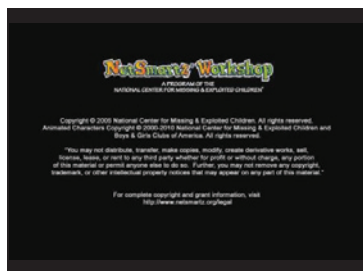 NetSmartz® Workshop
A PROGRAM OF THE
NATIONAL CENTER FOR MISSING & EXPLOITED CHILDREN®
Copyright © 2005 National Center for Missing & Exploited Children. All rights reserved.
Animated Characters Copyright © 2000-2010 National Center for Missing & Exploited Children and
Boys & Girls Clubs of America. All rights reserved.
"You may not distribute, transfer, make copies, modify, create derivative works, sell,
license, lease, or rent to any third party whether for profit or without charge, any portion
of this material or permit anyone else to do so. Further, you may not remove any copyright,
trademark, or other intellectual property notices that may appear on any part of this material."
For complete copyright and grant information, visit
http://www.netsmartz.org/legal